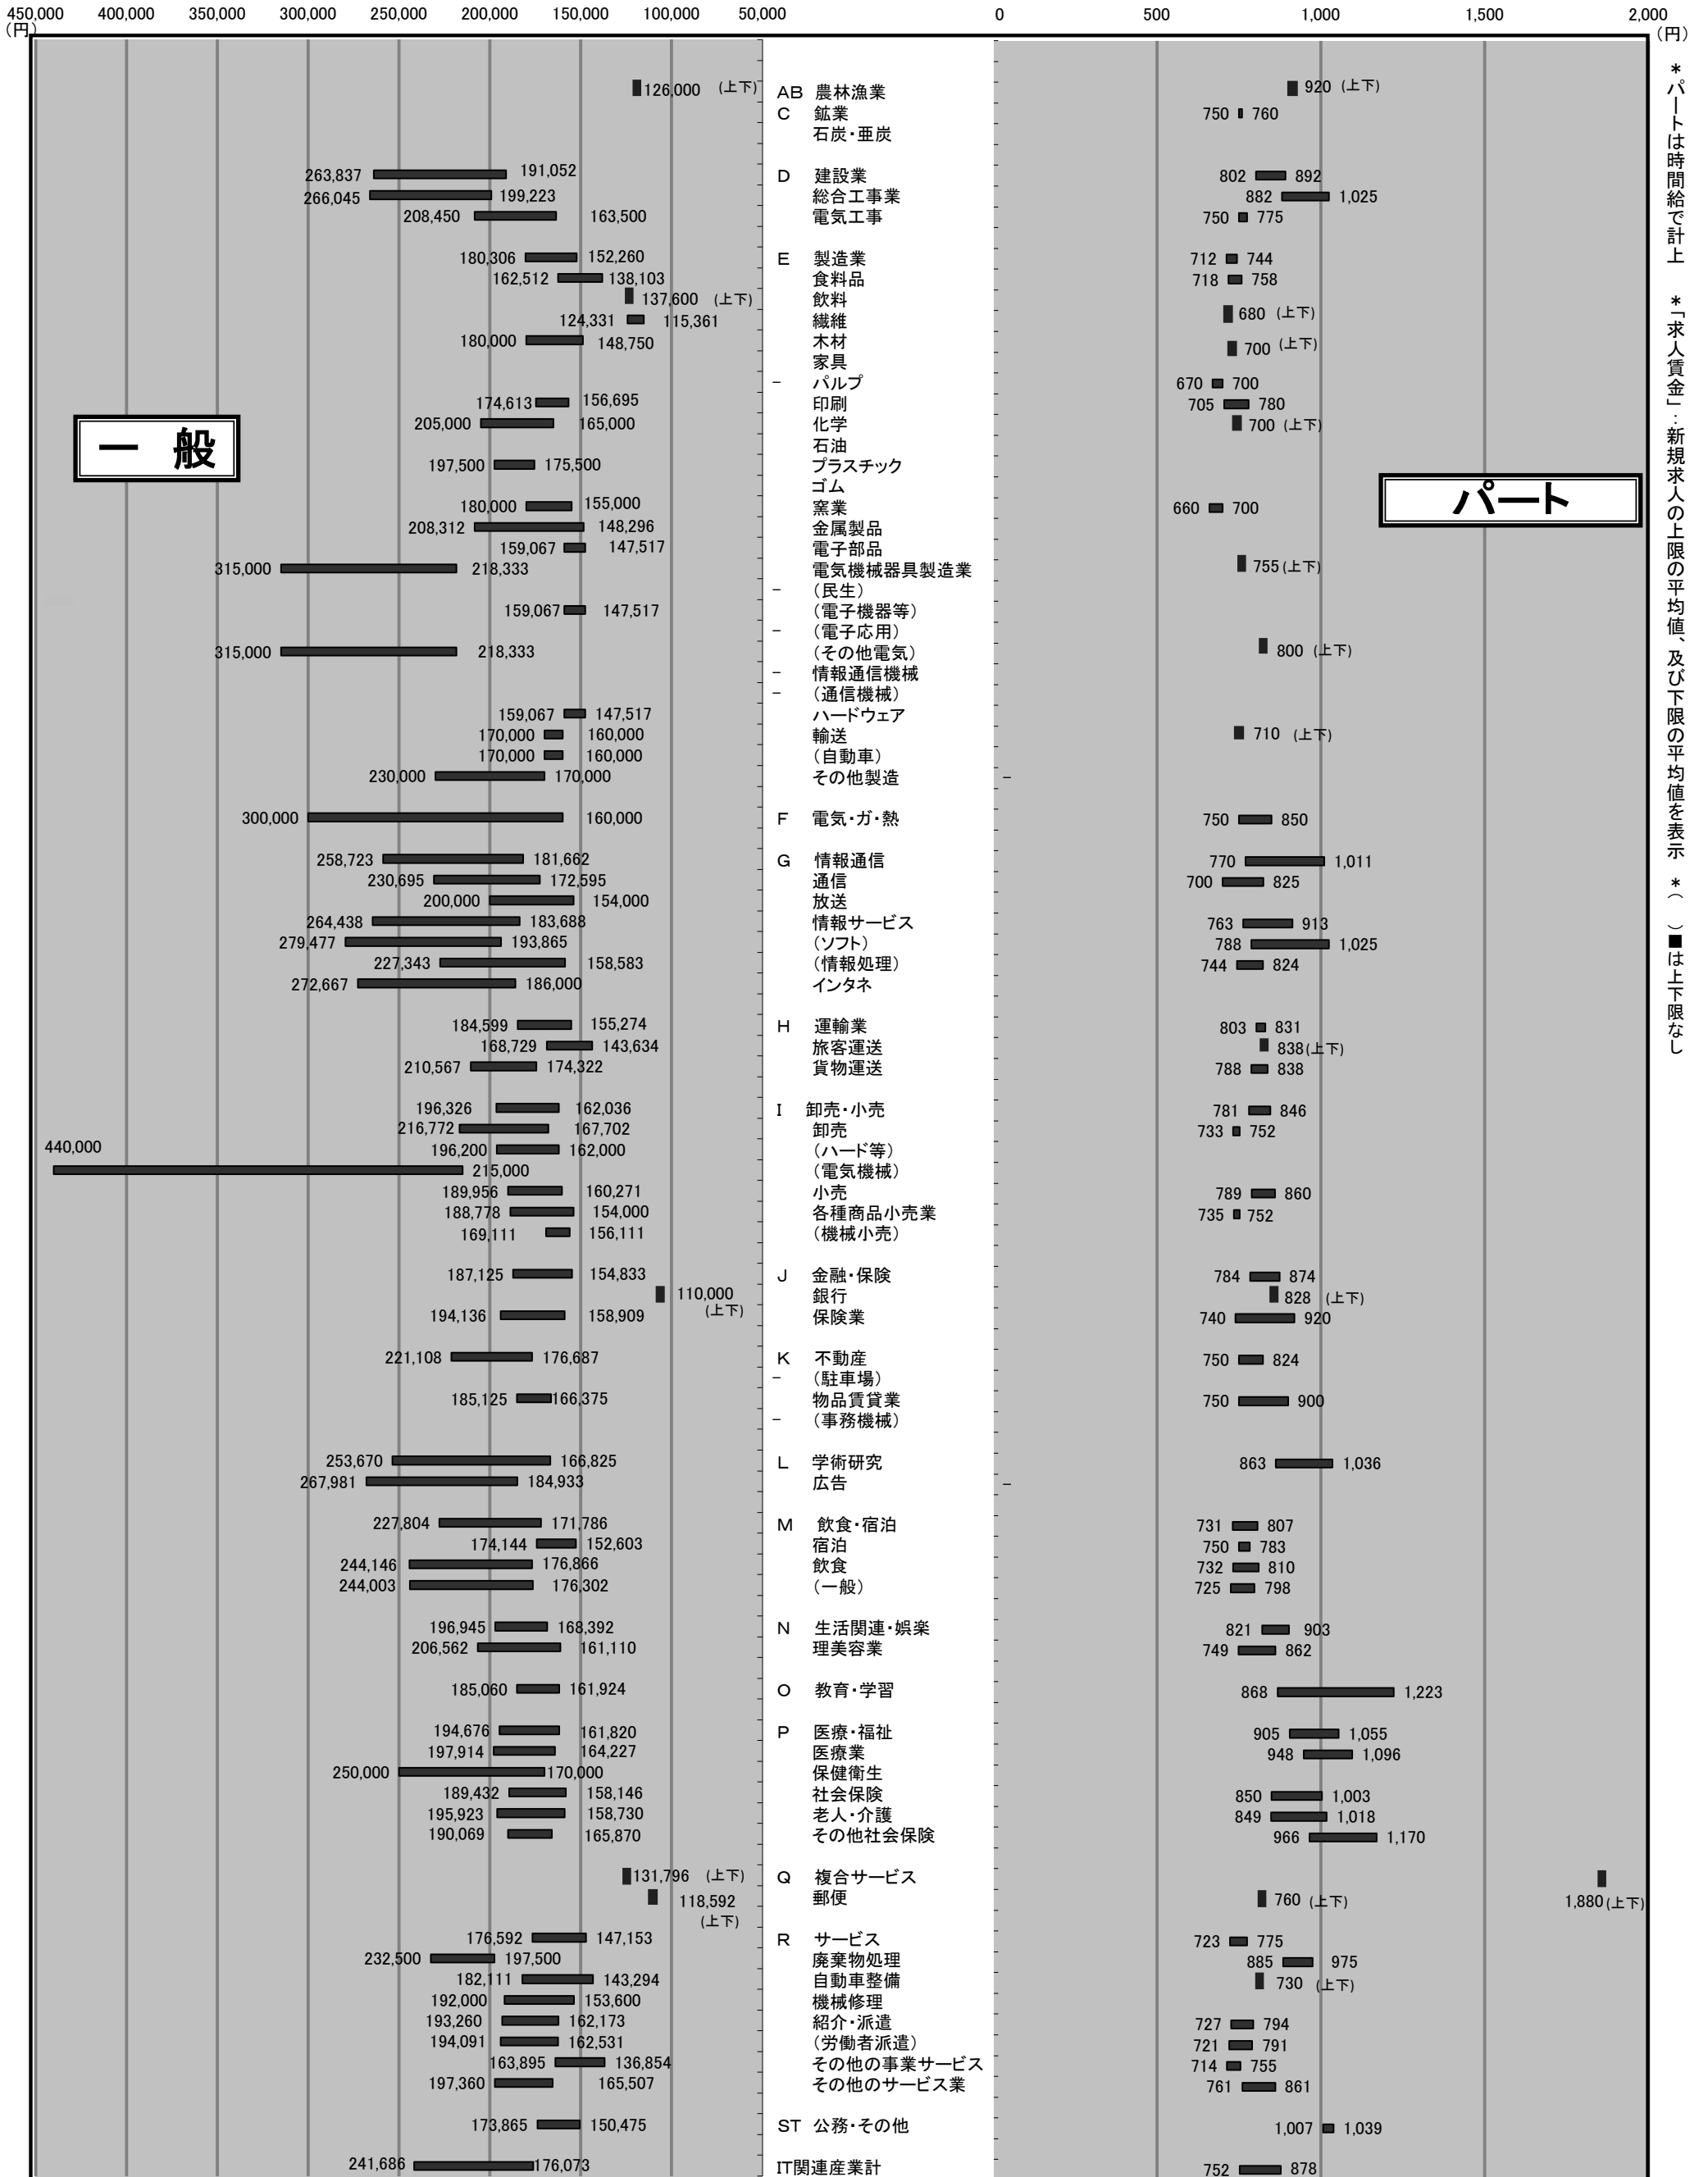 450,000 400,000 350,000 300,000 250,000 200,000 150,000 100,000 50,000 0 500 1,000 1,500 2,000
(円) (円)
126,000 (上下) AB 農林漁業 920 (上下)
C 鉱業 750 760
石炭・亜炭
263,837 191,052 D 建設業 802 892
266,045 199,223 総合工事業 882 1,025
208,450 163,500 電気工事 750 775
180,306 152,260 E 製造業 712 744
162,512 138,103 食料品 718 758
137,600 (上下) 飲料
124,331 115,361 繊維 680 (上下)
180,000 148,750 木材
家具 700 (上下)
- パルプ 670 700
174,613 156,695 印刷 705 780
205,000 165,000 化学 700 (上下)
一 般
石油
197,500 175,500 プラスチック
ゴム
パート
180,000 155,000 窯業 660 700
208,312 148,296 金属製品
159,067 147,517 電子部品
315,000 218,333 電気機械器具製造業 755 (上下)
- (民生)
159,067 147,517 (電子機器等)
- (電子応用)
315,000 218,333 (その他電気) 800 (上下)
- 情報通信機械
- (通信機械)
159,067 147,517 ハードウェア
170,000 160,000 輸送 710 (上下)
170,000 160,000 (自動車)
230,000 170,000 その他製造 -
300,000 160,000 F 電気・ガ・熱 750 850
258,723 181,662 G 情報通信 770 1,011
230,695 172,595 通信 700 825
200,000 154,000 放送
264,438 183,688 情報サービス 763 913
279,477 193,865 (ソフト) 788 1,025
227,343 158,583 (情報処理) 744 824
272,667 186,000 インタネ
184,599 155,274 H 運輸業 803 831
168,729 143,634 旅客運送 838(上下)
210,567 174,322 貨物運送 788 838
196,326 162,036 I 卸売・小売 781 846
216,772 167,702 卸売 733 752
196,200 162,000 (ハード等)
440,000 215,000 (電気機械)
189,956 160,271 小売 789 860
188,778 154,000 各種商品小売業 735 752
169,111 156,111 (機械小売)
187,125 154,833 J 金融・保険 784 874
110,000 (上下) 銀行 828 (上下)
194,136 158,909 保険業 740 920
221,108 176,687 K 不動産 750 824
- (駐車場)
185,125 166,375 物品賃貸業 750 900
- (事務機械)
253,670 166,825 L 学術研究 863 1,036
267,981 184,933 広告 -
227,804 171,786 M 飲食・宿泊 731 807
174,144 152,603 宿泊 750 783
244,146 176,866 飲食 732 810
244,003 176,302 (一般) 725 798
196,945 168,392 N 生活関連・娯楽 821 903
206,562 161,110 理美容業 749 862
185,060 161,924 O 教育・学習 868 1,223
194,676 161,820 P 医療・福祉 905 1,055
197,914 164,227 医療業 948 1,096
250,000 170,000 保健衛生
189,432 158,146 社会保険 850 1,003
195,923 158,730 老人・介護 849 1,018
190,069 165,870 その他社会保険 966 1,170
131,796 (上下) Q 複合サービス 1,880(上下)
118,592 (上下) 郵便 760 (上下)
176,592 147,153 R サービス 723 775
232,500 197,500 廃棄物処理 885 975
182,111 143,294 自動車整備 730 (上下)
192,000 153,600 機械修理
193,260 162,173 紹介・派遣 727 794
194,091 162,531 (労働者派遣) 721 791
163,895 136,854 その他の事業サービス 714 755
197,360 165,507 その他のサービス業 761 861
173,865 150,475 ST 公務・その他 1,007 1,039
241,686 176,073 IT関連産業計 752 878
*パートは時間給で計上 *「求人賃金」:新規求人の上限の平均値、及び下限の平均値を表示 *( )■は上下限なし